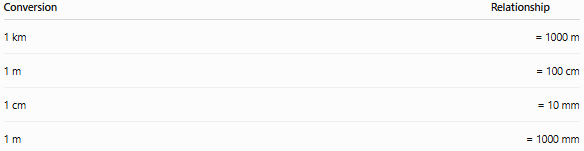 Conversion Relationship
1 km = 1000 m
1 m = 100 cm
1 cm = 10 mm
1 m = 1000 mm